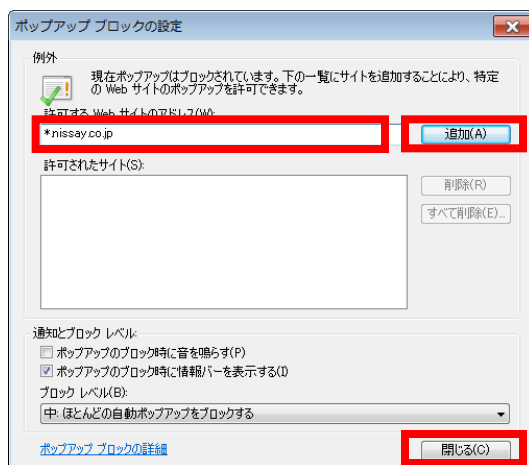 ポップアップ ブロックの設定
例外
現在ポップアップはブロックされています。下の一覧にサイトを追加することにより、特定
の Web サイトのポップアップを許可できます。
許可する Web サイトのアドレス(W):
*.nissay.co.jp
追加(A)
許可されたサイト(S):
削除(R)
すべて削除(E)...
通知とブロック レベル:
ポップアップのブロック時に音を鳴らす(P)
ポップアップのブロック時に情報バーを表示する(I)
ブロック レベル(B):
中: ほとんどの自動ポップアップをブロックする
ポップアップ ブロックの詳細
閉じる(C)